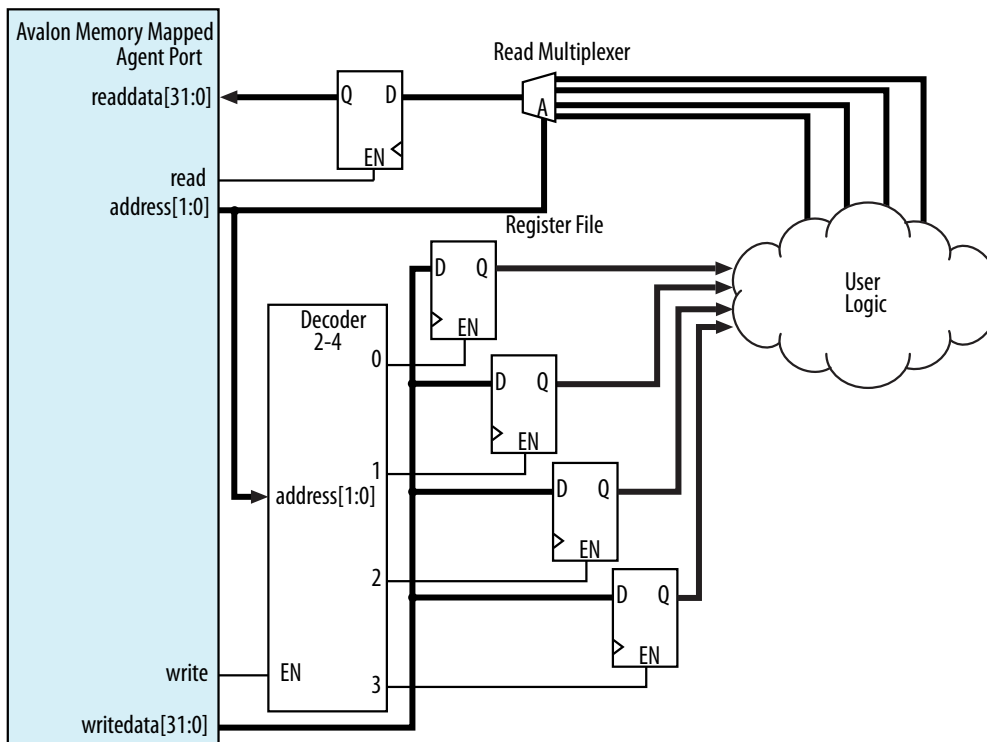 Avalon Memory Mapped
Agent Port
readdata[31:0]
read
address[1:0]
Q D
EN
Read Multiplexer
A
Register File
D Q
EN
User
Logic
Decoder
2-4
0
D Q
EN
1
address[1:0]
D Q
EN
2
D Q
EN
3
write
EN
writedata[31:0]